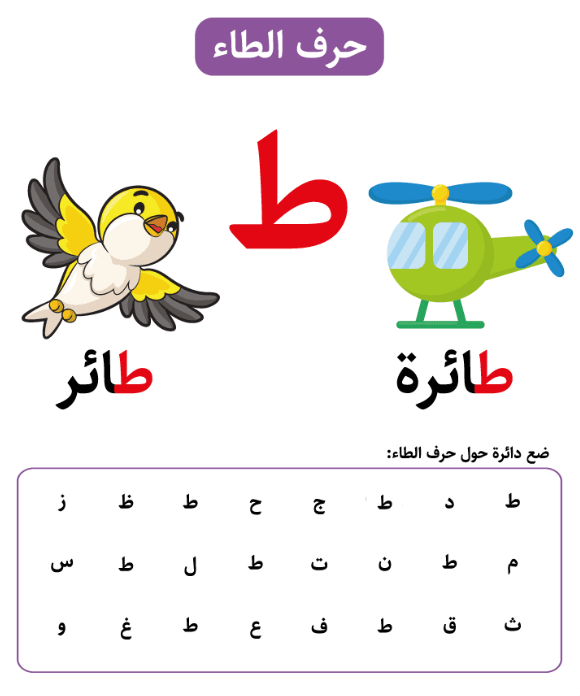 حرف الطاء
ط
طائرة
طائر
ضع دائرة حول حرف الطاء:
ط د ط ج ح ط ظ ز
م ط ن ت ط ل ط س
ث ق ط ف ع ط غ و